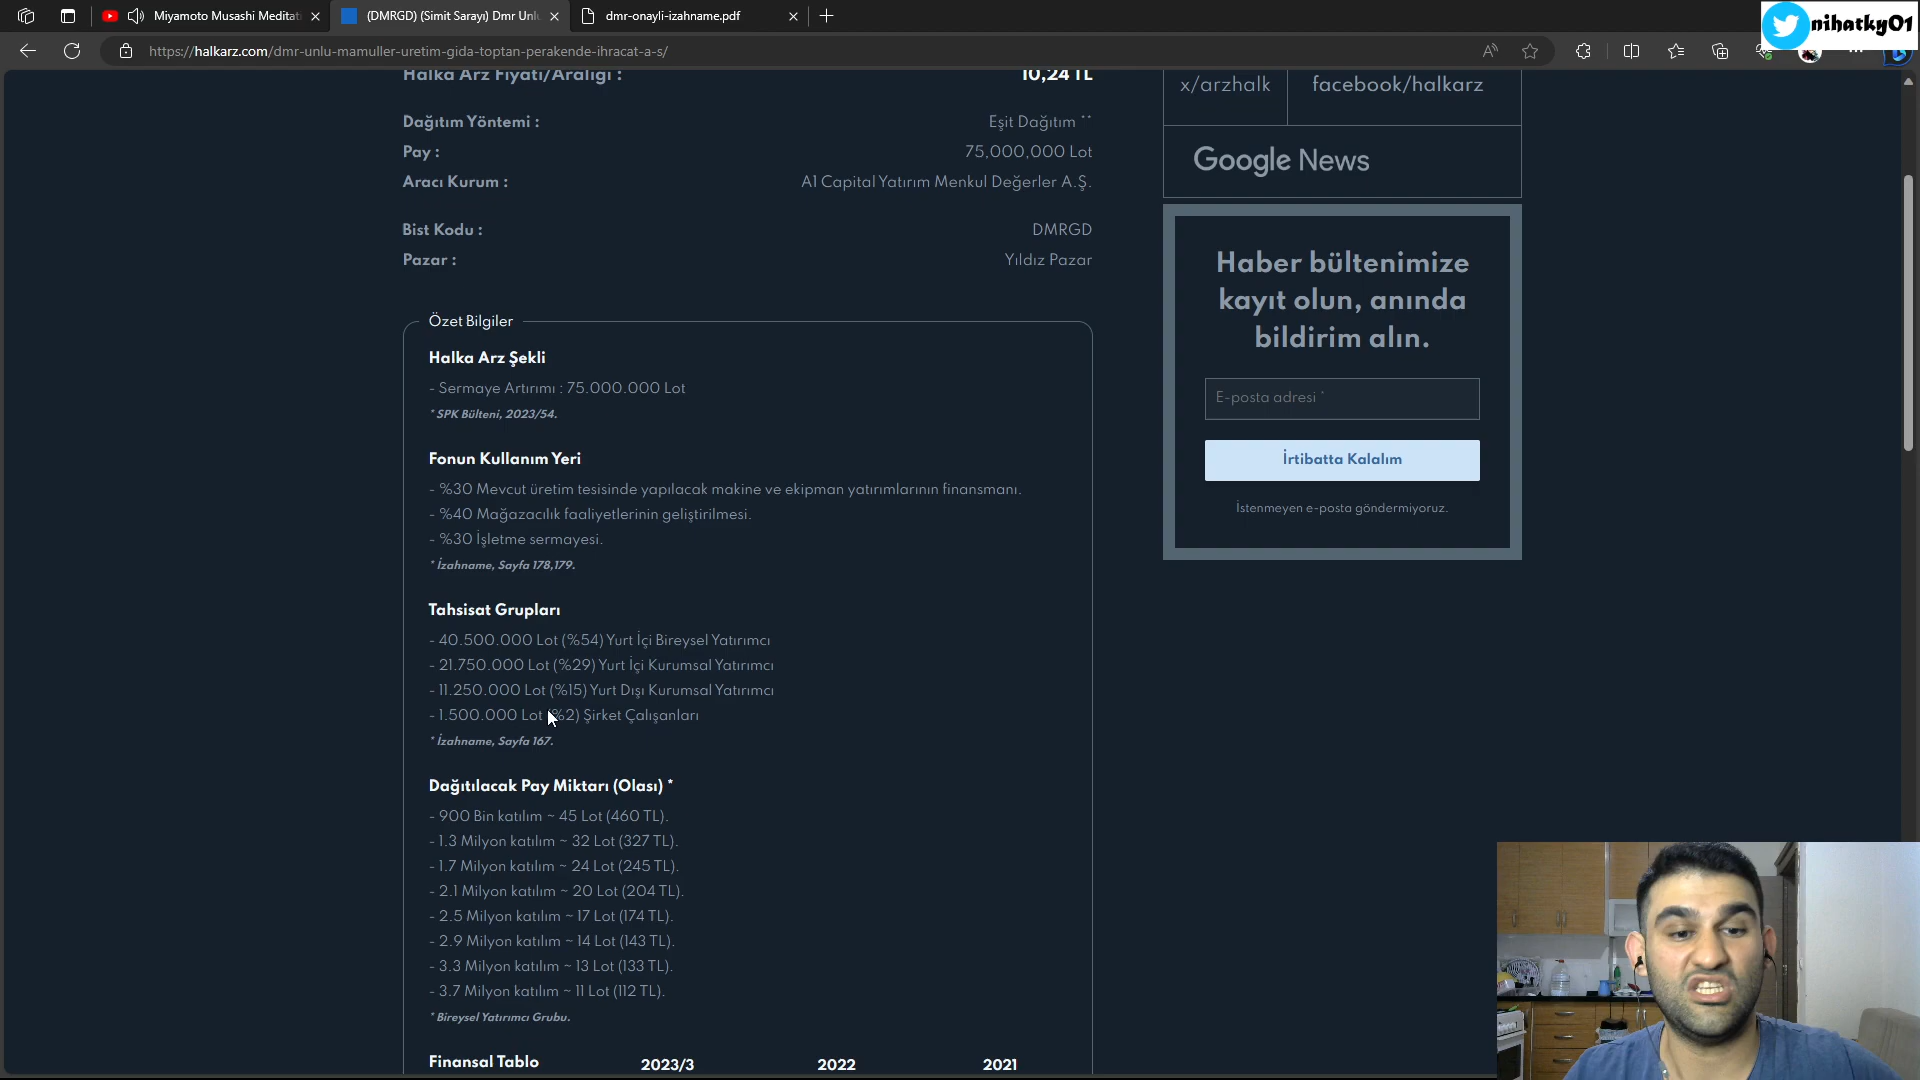 Miyamoto Musashi Meditati
(DMRGD) (Simit Sarayı) Dmr Unlu
dmr-onayli-izahname.pdf
nihatky01
https://halkarz.com/dmr-unlu-mamuller-uretim-gida-toptan-perakende-ihracat-a-s/
Halka Arz Fiyatı/Aralığı :
10,24 TL
Dağıtım Yöntemi :
Eşit Dağıtım **
Pay :
75,000,000 Lot
Aracı Kurum :
A1 Capital Yatırım Menkul Değerler A.Ş.
Bist Kodu :
DMRGD
Pazar :
Yıldız Pazar
Özet Bilgiler
Halka Arz Şekli
- Sermaye Artırımı : 75.000.000 Lot
* SPK Bülteni, 2023/54.
Fonun Kullanım Yeri
- %30 Mevcut üretim tesisinde yapılacak makine ve ekipman yatırımlarının finansmanı.
- %40 Mağazacılık faaliyetlerinin geliştirilmesi.
- %30 İşletme sermayesi.
* İzahname, Sayfa 178,179.
Tahsisat Grupları
- 40.500.000 Lot (%54) Yurt İçi Bireysel Yatırımcı
- 21.750.000 Lot (%29) Yurt İçi Kurumsal Yatırımcı
- 11.250.000 Lot (%15) Yurt Dışı Kurumsal Yatırımcı
- 1.500.000 Lot (%2) Şirket Çalışanları
* İzahname, Sayfa 167.
Dağıtılacak Pay Miktarı (Olası) *
- 900 Bin katılım ~ 45 Lot (460 TL).
- 1.3 Milyon katılım ~ 32 Lot (327 TL).
- 1.7 Milyon katılım ~ 24 Lot (245 TL).
- 2.1 Milyon katılım ~ 20 Lot (204 TL).
- 2.5 Milyon katılım ~ 17 Lot (174 TL).
- 2.9 Milyon katılım ~ 14 Lot (143 TL).
- 3.3 Milyon katılım ~ 13 Lot (133 TL).
- 3.7 Milyon katılım ~ 11 Lot (112 TL).
* Bireysel Yatırımcı Grubu.
Finansal Tablo 2023/3 2022 2021
x/arzhalk
facebook/halkarz
Google News
Haber bültenimize
kayıt olun, anında
bildirim alın.
E-posta adresi *
İrtibatta Kalalım
İstenmeyen e-posta göndermiyoruz.